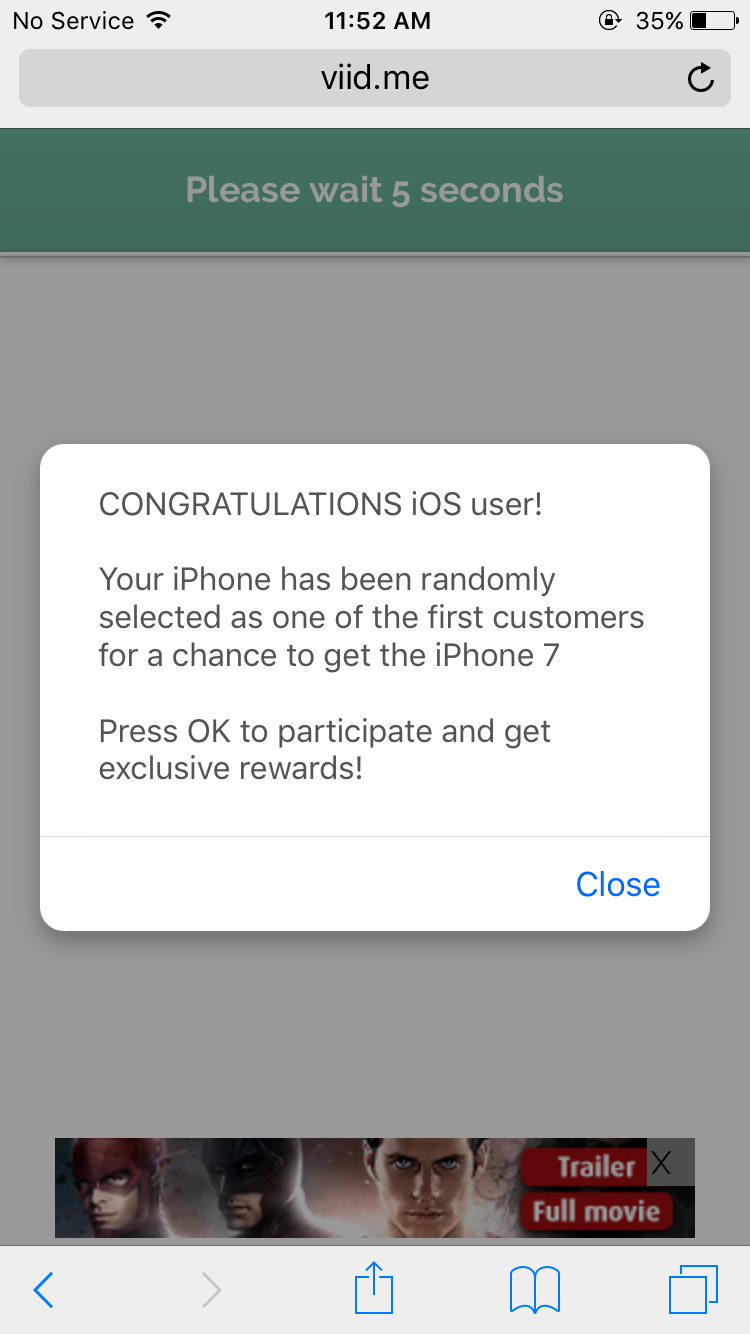 No Service 11:52 AM 35%
viid.me
Please wait 5 seconds
CONGRATULATIONS iOS user!
Your iPhone has been randomly
selected as one of the first customers
for a chance to get the iPhone 7
Press OK to participate and get
exclusive rewards!
Close
Trailer X
Full movie